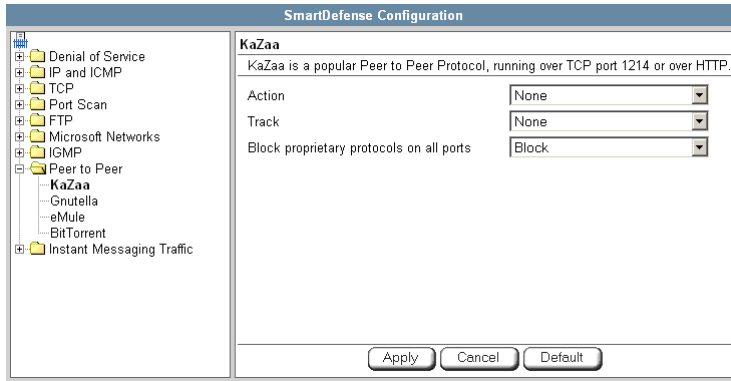 SmartDefense Configuration
Denial of Service
IP and ICMP
TCP
Port Scan
FTP
Microsoft Networks
IGMP
Peer to Peer
KaZaa
Gnutella
eMule
BitTorrent
Instant Messaging Traffic
KaZaa
KaZaa is a popular Peer to Peer Protocol, running over TCP port 1214 or over HTTP.
Action None
Track None
Block proprietary protocols on all ports Block
Apply Cancel Default